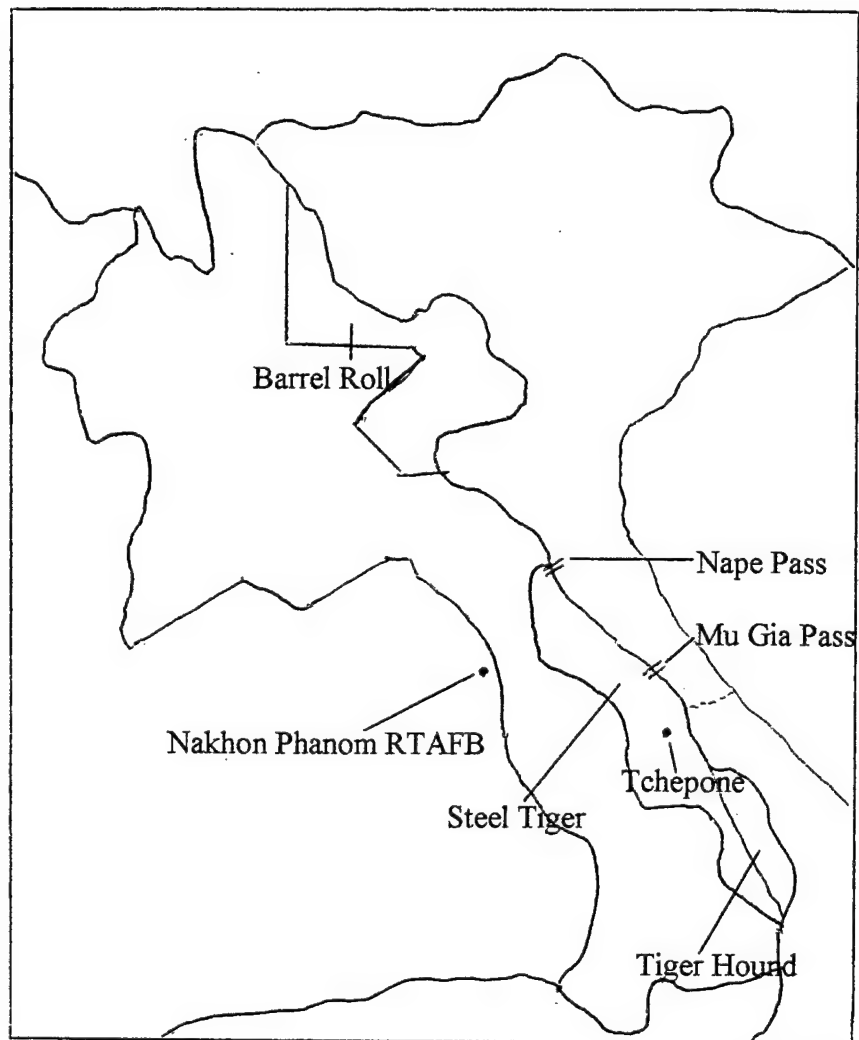 Barrel Roll
Nape Pass
Mu Gia Pass
Nakhon Phanom RTAFB
Tchepone
Steel Tiger
Tiger Hound